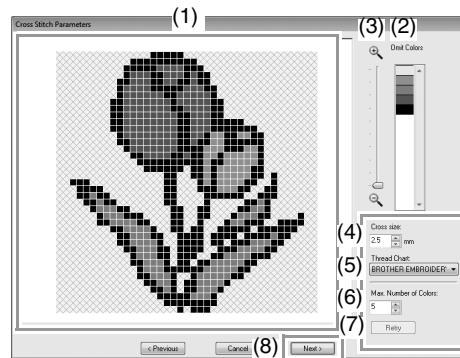 (1)
Cross Stitch Parameters
(3) (2)
Omit Colors
(4)
Cross size:
2.5 mm
(5)
Thread Chart:
BROTHER EMBROIDERY
(6)
Max. Number of Colors:
5
(7)
Retry
(8)
< Previous
Cancel
Next >